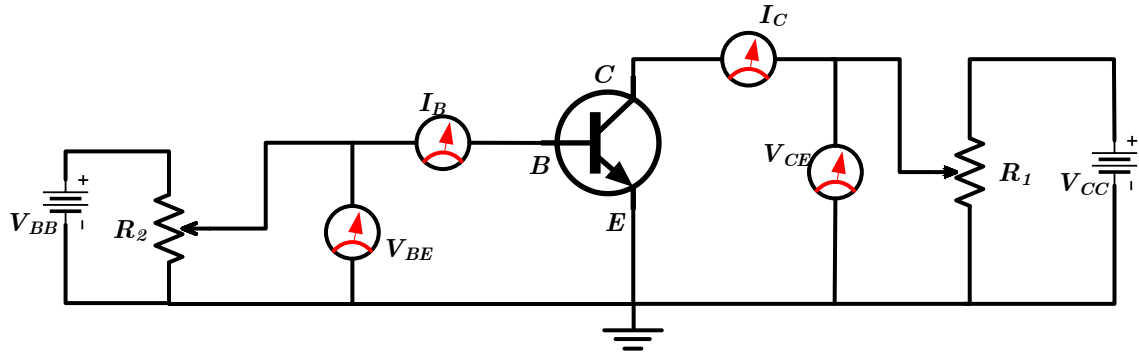 I_C
C
I_B
B
V_CE
+
R_1
V_CC
-
+
V_BB
-
R_2
E
V_BE